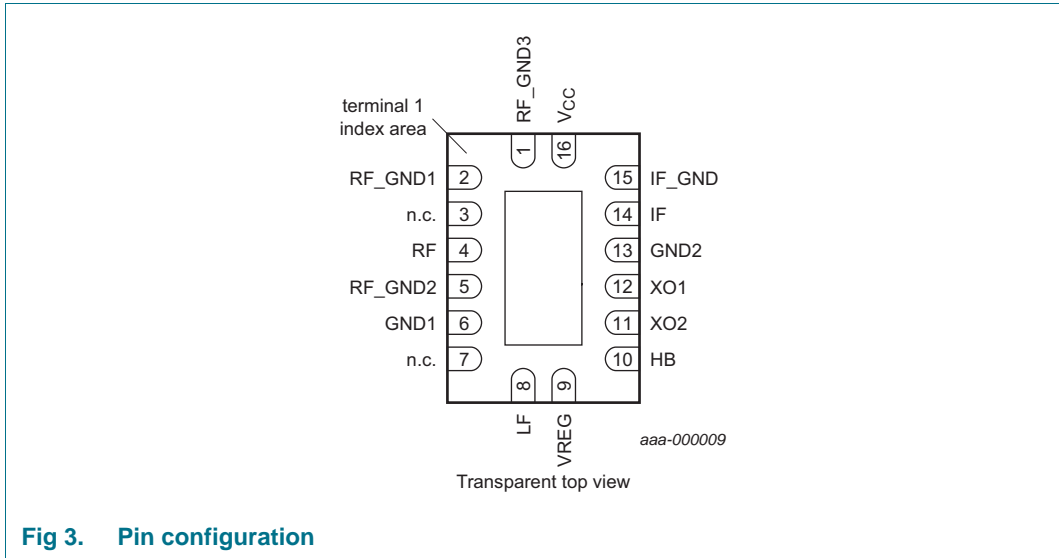 RF_GND3
VCC
terminal 1
index area
1
16
RF_GND1 2
15 IF_GND
n.c. 3
14 IF
RF 4
13 GND2
RF_GND2 5
12 XO1
GND1 6
11 XO2
n.c. 7
10 HB
8
9
LF
VREG
aaa-000009
Transparent top view
Fig 3. Pin configuration